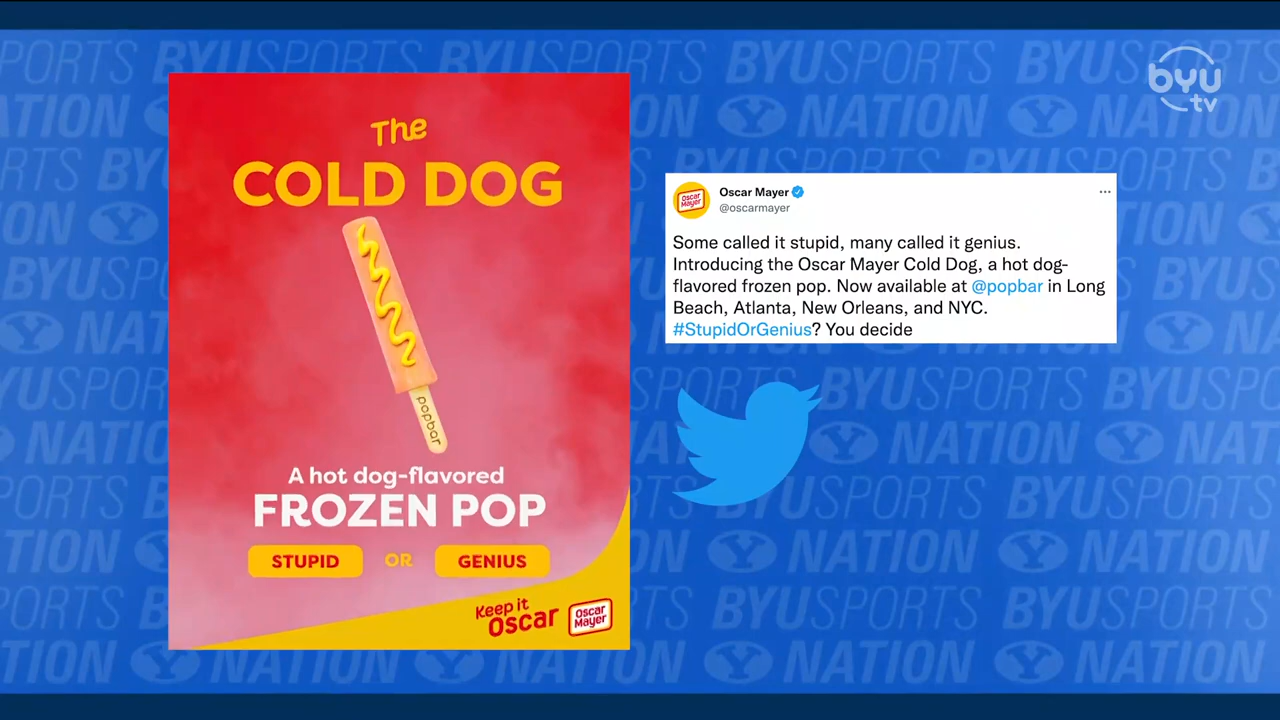 byu
tv
The
COLD DOG
popbar
A hot dog-flavored
FROZEN POP
STUPID OR GENIUS
Keep it
Oscar
Oscar
Mayer
Oscar Mayer
Oscar Mayer
@oscarmayer
Some called it stupid, many called it genius.
Introducing the Oscar Mayer Cold Dog, a hot dog-
flavored frozen pop. Now available at @popbar in Long
Beach, Atlanta, New Orleans, and NYC.
#StupidOrGenius? You decide
BYUSPORTS
NATION